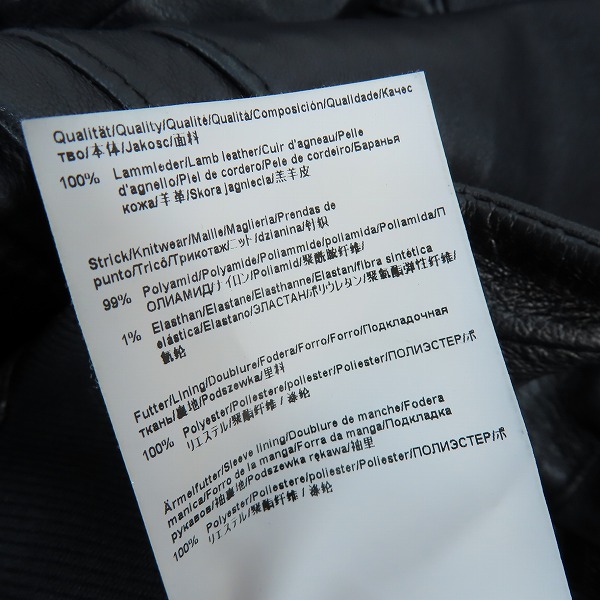 Qualität/Quality/Qualité/Qualità/Composición/Qualidade/Качес
тво/本体/Jakosc/面料
100% Lammleder/Lamb leather/Cuir d'agneau/Pelle
d'agnello/Piel de cordero/Pele de cordeiro/Баранья
кожа/羊革/Skora jagniecia/羔羊皮
Strick/Knitwear/Maille/Maglieria/Prendas de
punto/Tricô/Трикотаж/ニット/dzianina/针织
99% Polyamid/Polyamide/Poliammide/poliamida/Poliamida/П
ОЛИАМИД/ナイロン/Poliamid/聚酰胺纤维/
1% Elasthan/Elastane/Elasthanne/Elastan/fibra sintética
elástica/Elastano/ЭЛАСТАН/ポリウレタン/聚氨酯弹性纤维/
氨纶
Futter/Lining/Doublure/Fodera/Forro/Forro/Подкладочная
ткань/裏地/Podszewka/里料
100% Polyester/Poliestere/poliester/Poliester/ПОЛИЭСТЕР/ポ
リエステル/聚酯纤维/涤纶
Ärmelfutter/Sleeve lining/Doublure de manche/Fodera
manica/Forro de la manga/Forra da manga/Подкладка
рукавов/袖裏地/Podszewka rękawa/袖里
100% Polyester/Poliestere/poliester/Poliester/ПОЛИЭСТЕР/ポ
リエステル/聚酯纤维/涤纶